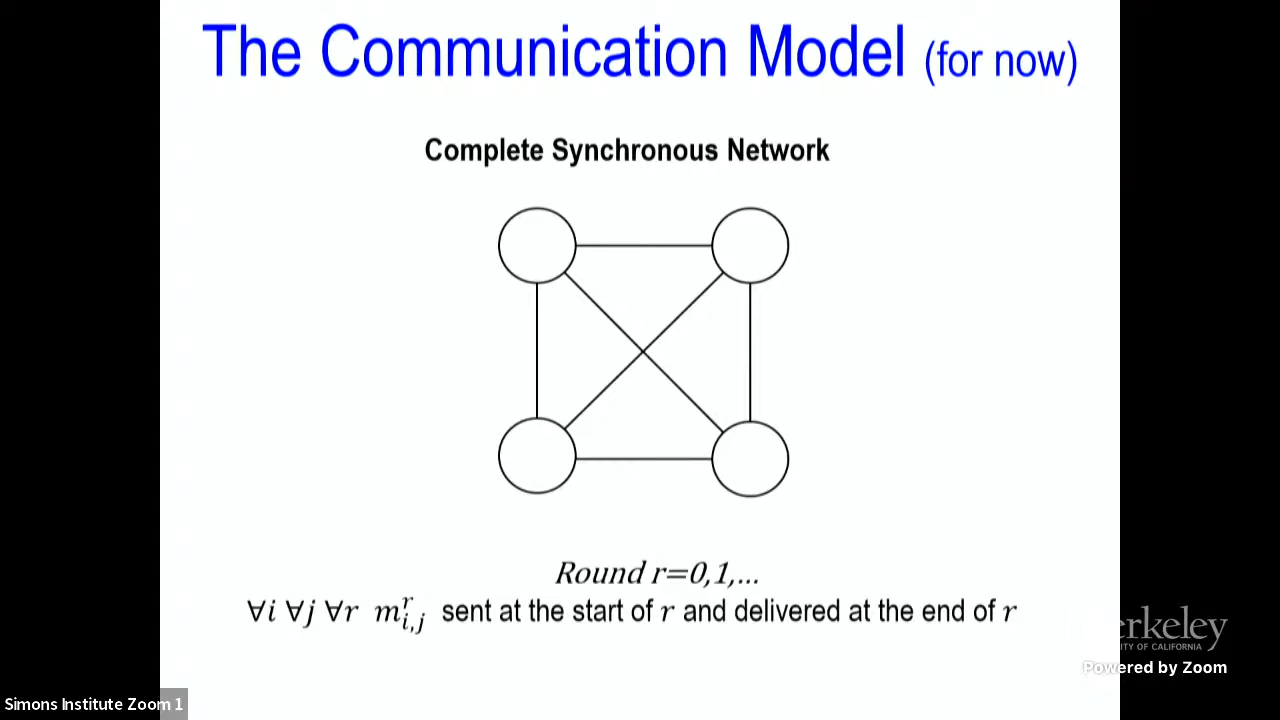 The Communication Model (for now)
Complete Synchronous Network
Round r=0,1,...
∀i ∀j ∀r m^r_{i,j} sent at the start of r and delivered at the end of r
erkeley
ITY OF CALIFORNIA
Powered by Zoom
Simons Institute Zoom 1